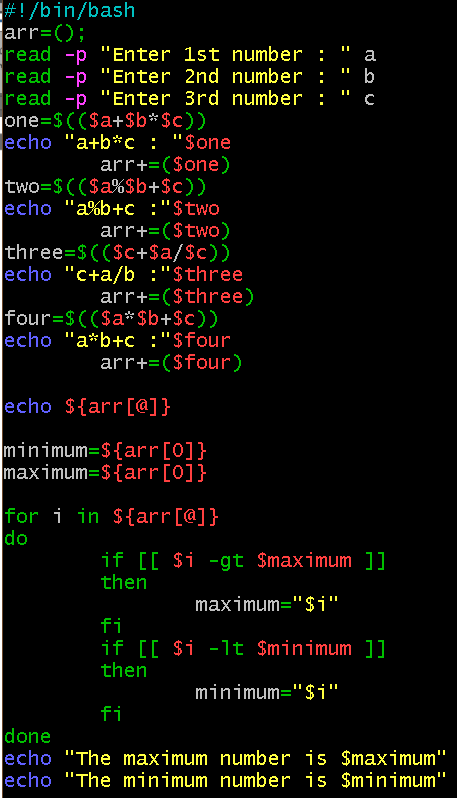 #!/bin/bash
arr=();
read -p "Enter 1st number : " a
read -p "Enter 2nd number : " b
read -p "Enter 3rd number : " c
one=$(($a+$b*$c))
echo "a+b*c : "$one
        arr+=($one)
two=$(($a%$b+$c))
echo "a%b+c :"$two
        arr+=($two)
three=$(($c+$a/$c))
echo "c+a/b :"$three
        arr+=($three)
four=$(($a*$b+$c))
echo "a*b+c :"$four
        arr+=($four)

echo ${arr[@]}

minimum=${arr[0]}
maximum=${arr[0]}

for i in ${arr[@]}
do
        if [[ $i -gt $maximum ]]
        then
                maximum="$i"
        fi
        if [[ $i -lt $minimum ]]
        then
                minimum="$i"
        fi
done
echo "The maximum number is $maximum"
echo "The minimum number is $minimum"